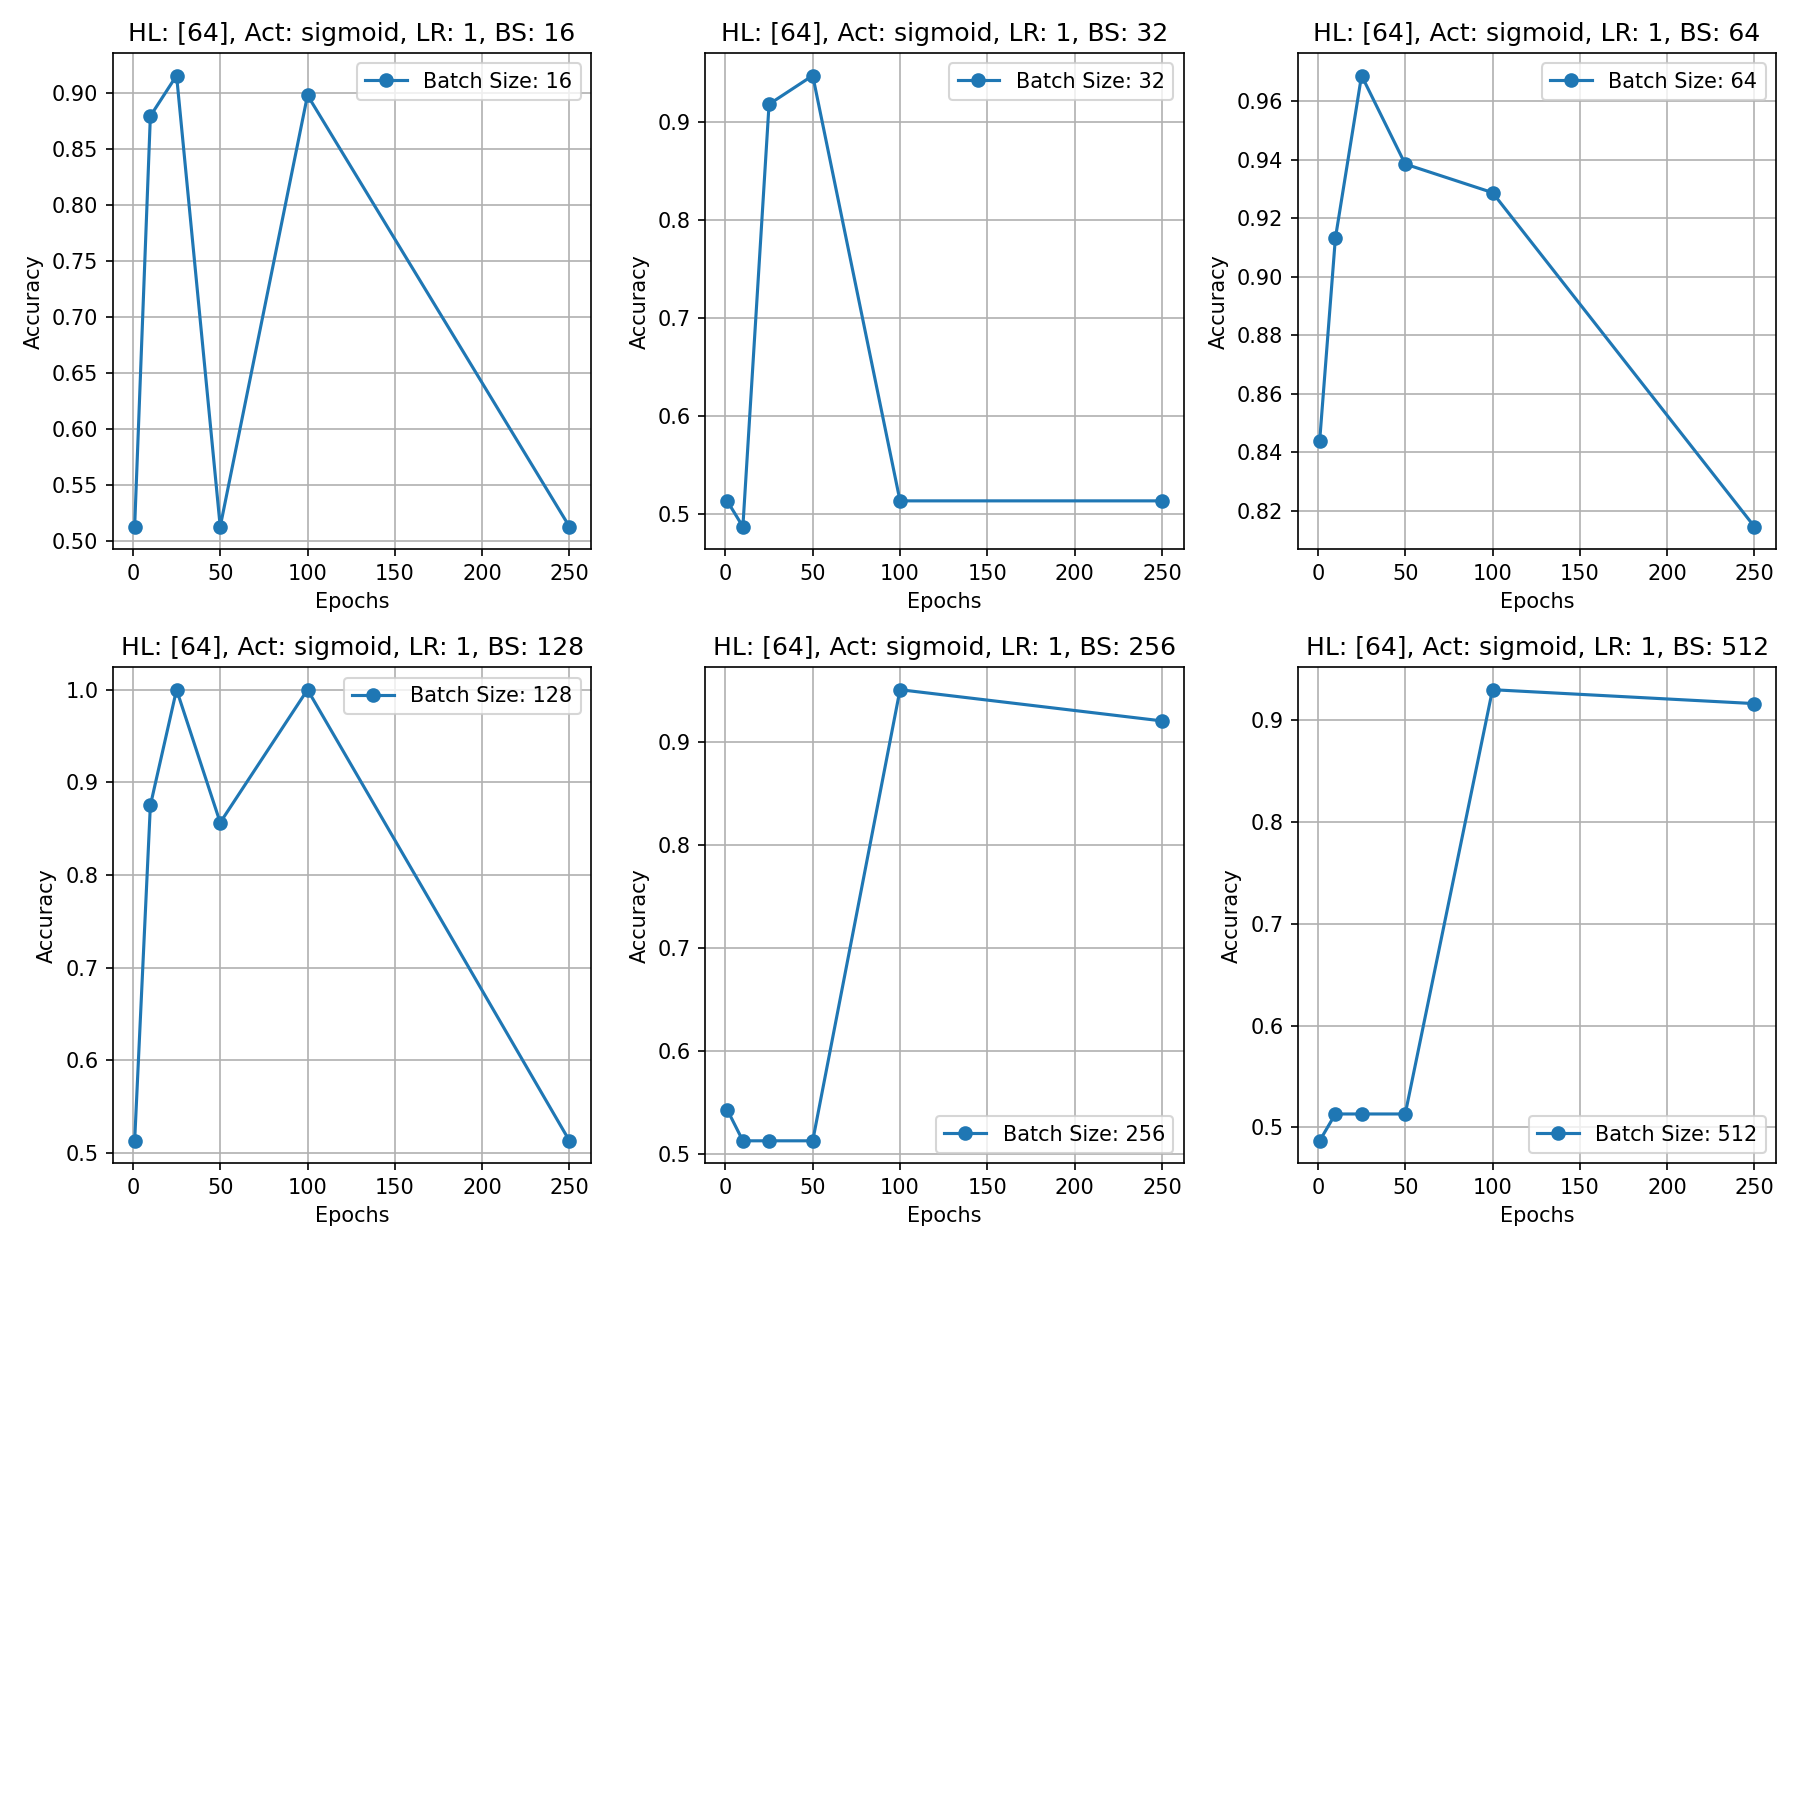 HL: [64], Act: sigmoid, LR: 1, BS: 16
Batch Size: 16
Accuracy
0.90
0.85
0.80
0.75
0.70
0.65
0.60
0.55
0.50
0 50 100 150 200 250
Epochs
HL: [64], Act: sigmoid, LR: 1, BS: 32
Batch Size: 32
Accuracy
0.9
0.8
0.7
0.6
0.5
0 50 100 150 200 250
Epochs
HL: [64], Act: sigmoid, LR: 1, BS: 64
Batch Size: 64
Accuracy
0.96
0.94
0.92
0.90
0.88
0.86
0.84
0.82
0 50 100 150 200 250
Epochs
HL: [64], Act: sigmoid, LR: 1, BS: 128
Batch Size: 128
Accuracy
1.0
0.9
0.8
0.7
0.6
0.5
0 50 100 150 200 250
Epochs
HL: [64], Act: sigmoid, LR: 1, BS: 256
Batch Size: 256
Accuracy
0.9
0.8
0.7
0.6
0.5
0 50 100 150 200 250
Epochs
HL: [64], Act: sigmoid, LR: 1, BS: 512
Batch Size: 512
Accuracy
0.9
0.8
0.7
0.6
0.5
0 50 100 150 200 250
Epochs